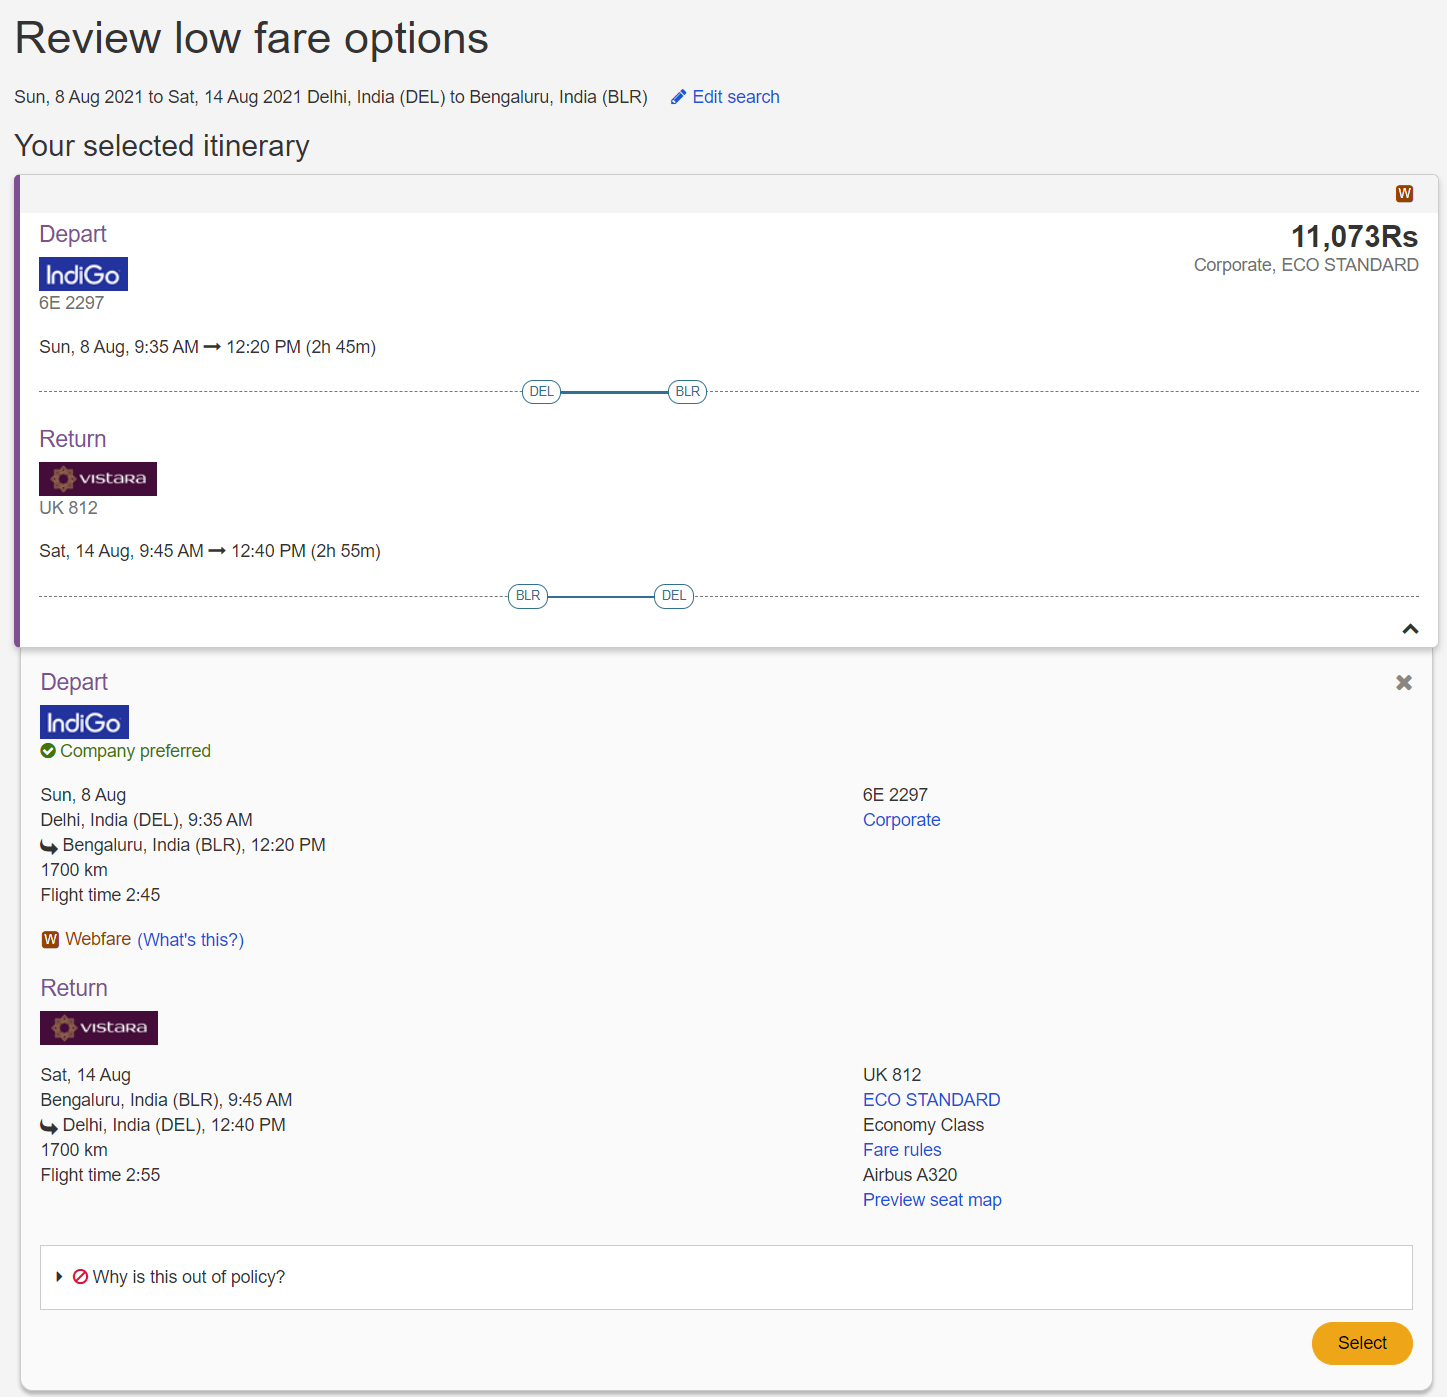 Review low fare options
Sun, 8 Aug 2021 to Sat, 14 Aug 2021 Delhi, India (DEL) to Bengaluru, India (BLR) Edit search
Your selected itinerary
W
Depart
11,073Rs
IndiGo
Corporate, ECO STANDARD
6E 2297
Sun, 8 Aug, 9:35 AM ➞ 12:20 PM (2h 45m)
DEL BLR
Return
VISTARA
UK 812
Sat, 14 Aug, 9:45 AM ➞ 12:40 PM (2h 55m)
BLR DEL
Depart
IndiGo
Company preferred
Sun, 8 Aug
Delhi, India (DEL), 9:35 AM
Bengaluru, India (BLR), 12:20 PM
1700 km
Flight time 2:45
6E 2297
Corporate
W Webfare (What's this?)
Return
VISTARA
Sat, 14 Aug
Bengaluru, India (BLR), 9:45 AM
Delhi, India (DEL), 12:40 PM
1700 km
Flight time 2:55
UK 812
ECO STANDARD
Economy Class
Fare rules
Airbus A320
Preview seat map
Why is this out of policy?
Select